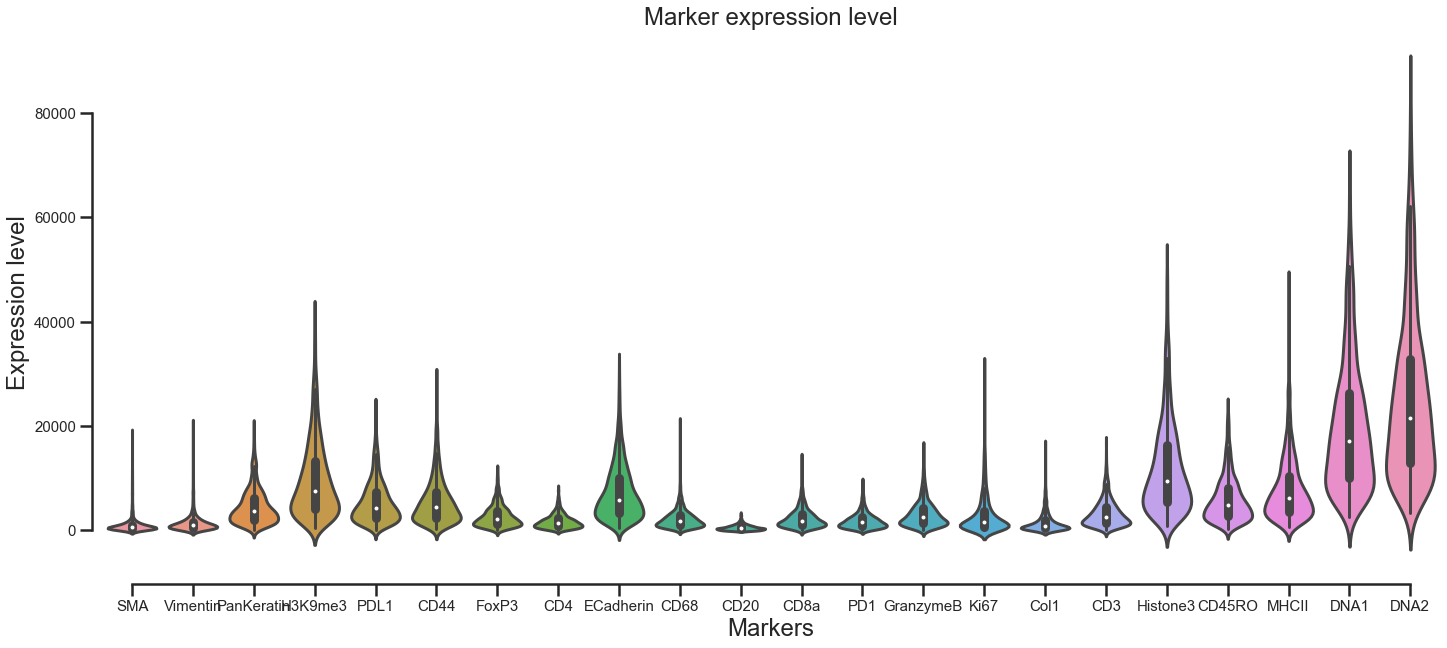 Marker expression level
Expression level
80000
60000
40000
20000
0
SMA Vimentin PanKeratin H3K9me3 PDL1 CD44 FoxP3 CD4 ECadherin CD68 CD20 CD8a PD1 GranzymeB Ki67 Col1 CD3 Histone3 CD45RO MHCII DNA1 DNA2
Markers